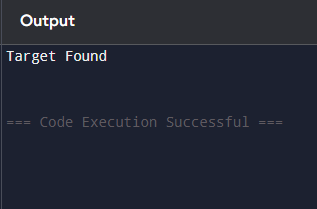 Output
Target Found
=== Code Execution Successful ===